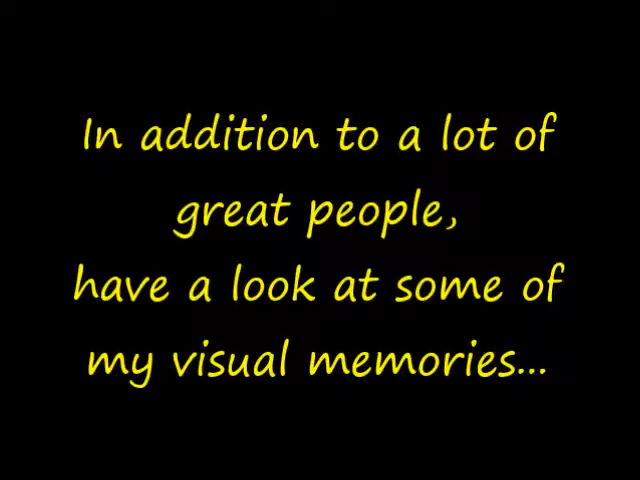 In addition to a lot of
great people,
have a look at some of
my visual memories...